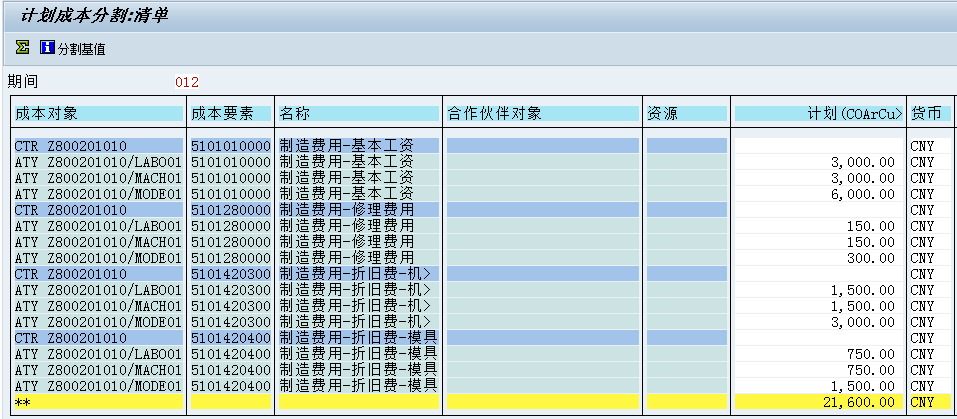 计划成本分割:清单
分割基值
期间 012
成本对象 成本要素 名称 合作伙伴对象 资源 计划(COArCu> 货币
CTR Z800201010 5101010000 制造费用-基本工资 CNY
ATY Z800201010/LABO01 5101010000 制造费用-基本工资 3,000.00 CNY
ATY Z800201010/MACH01 5101010000 制造费用-基本工资 3,000.00 CNY
ATY Z800201010/MODE01 5101010000 制造费用-基本工资 6,000.00 CNY
CTR Z800201010 5101280000 制造费用-修理费用 CNY
ATY Z800201010/LABO01 5101280000 制造费用-修理费用 150.00 CNY
ATY Z800201010/MACH01 5101280000 制造费用-修理费用 150.00 CNY
ATY Z800201010/MODE01 5101280000 制造费用-修理费用 300.00 CNY
CTR Z800201010 5101420300 制造费用-折旧费-机> CNY
ATY Z800201010/LABO01 5101420300 制造费用-折旧费-机> 1,500.00 CNY
ATY Z800201010/MACH01 5101420300 制造费用-折旧费-机> 1,500.00 CNY
ATY Z800201010/MODE01 5101420300 制造费用-折旧费-机> 3,000.00 CNY
CTR Z800201010 5101420400 制造费用-折旧费-模具 CNY
ATY Z800201010/LABO01 5101420400 制造费用-折旧费-模具 750.00 CNY
ATY Z800201010/MACH01 5101420400 制造费用-折旧费-模具 750.00 CNY
ATY Z800201010/MODE01 5101420400 制造费用-折旧费-模具 1,500.00 CNY
** 21,600.00 CNY